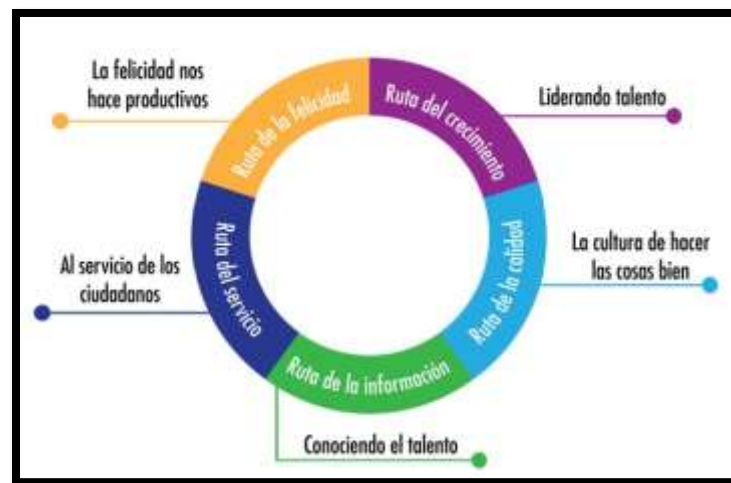 La felicidad nos
hace productivos
Ruta de la felicidad
Ruta del crecimiento
Liderando talento
Al servicio de los
ciudadanos
Ruta del servicio
Ruta de la calidad
La cultura de hacer
las cosas bien
Ruta de la información
Conociendo el talento